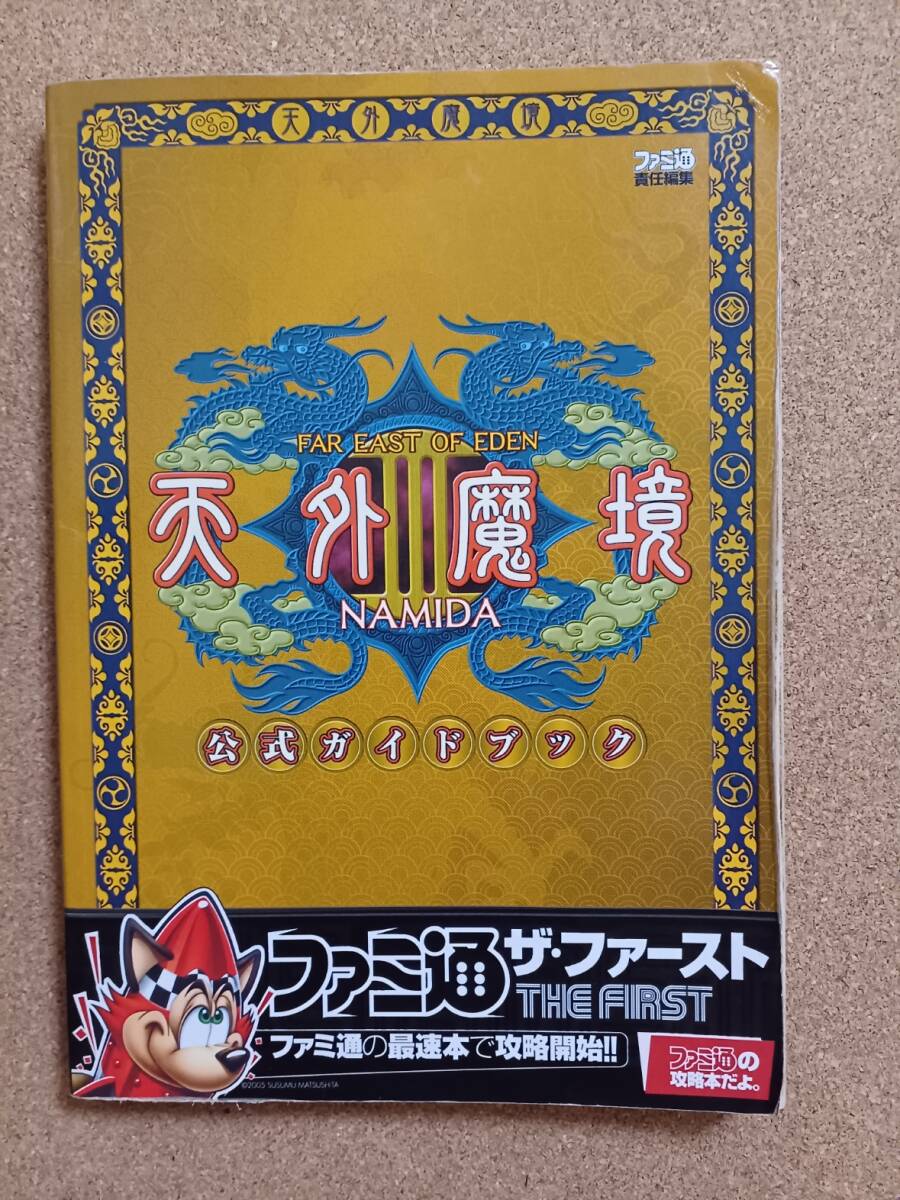 天外魔境
ファミ通
責任編集
FAR EAST OF EDEN
天外魔境
III
NAMIDA
公式ガイドブック
ファミ通
ザ・ファースト
THE FIRST
ファミ通の最速本で攻略開始!!
ファミ通の
攻略本だよ。
©2005 SUSUMU MATSUSHITA